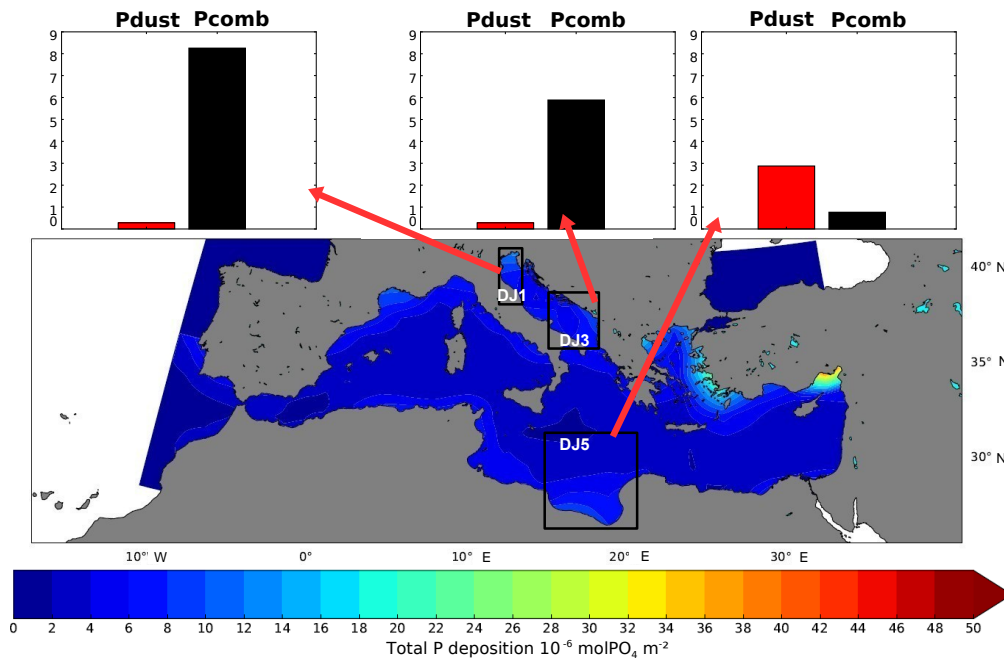 Pdust Pcomb Pdust Pcomb Pdust Pcomb
9 9 9
8 8 8
7 7 7
6 6 6
5 5 5
4 4 4
3 3 3
2 2 2
1 1 1
0 0 0
40° N
DJ1
DJ3
35° N
DJ5
30° N
10° W 0° 10° E 20° E 30° E
0 2 4 6 8 10 12 14 16 18 20 22 24 26 28 30 32 34 36 38 40 42 44 46 48 50
Total P deposition 10⁻⁶ molPO₄ m⁻²